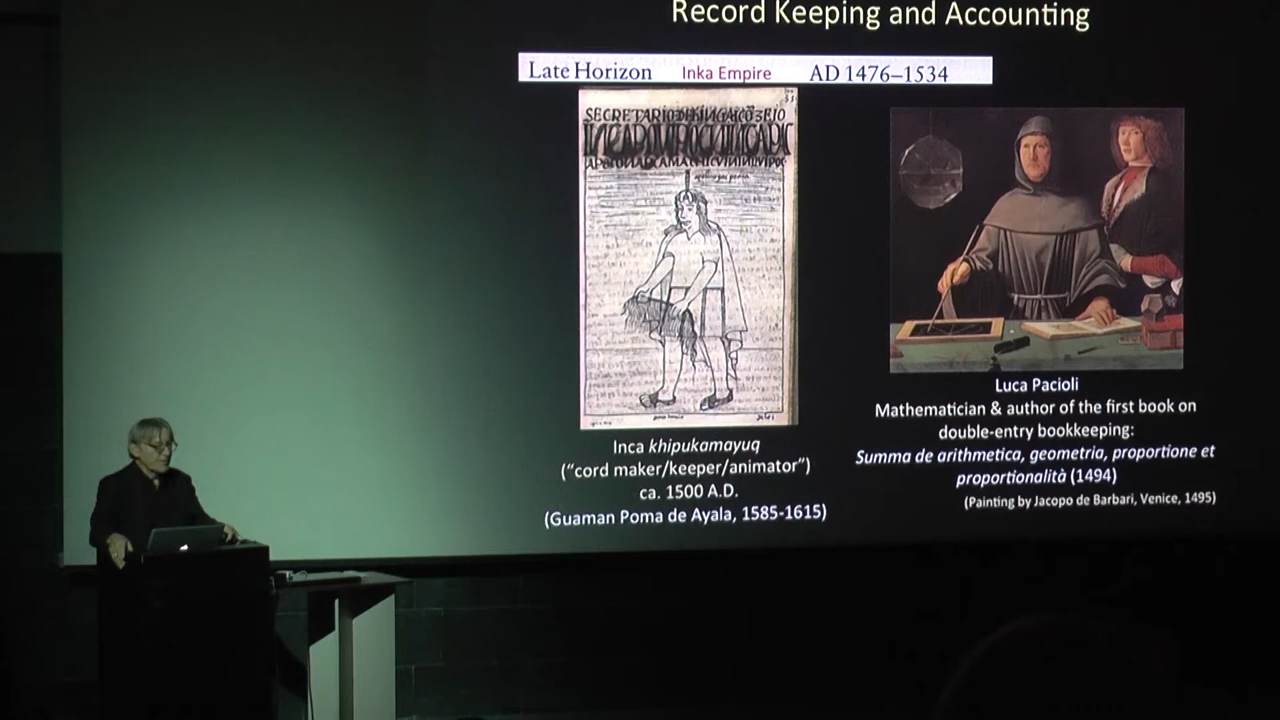 Record Keeping and Accounting
Late Horizon Inka Empire AD 1476–1534
SECRETARIO
Inca khipukamayuq
(“cord maker/keeper/animator”)
ca. 1500 A.D.
(Guaman Poma de Ayala, 1585-1615)
Luca Pacioli
Mathematician & author of the first book on
double-entry bookkeeping:
Summa de arithmetica, geometria, proportione et
proportionalità (1494)
(Painting by Jacopo de Barbari, Venice, 1495)